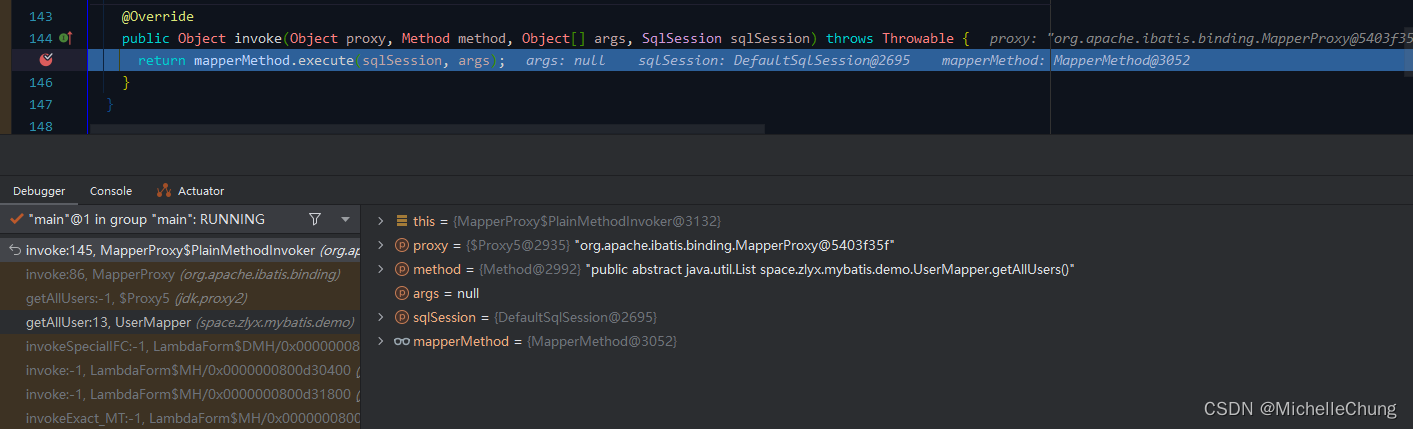 143 @Override
144 public Object invoke(Object proxy, Method method, Object[] args, SqlSession sqlSession) throws Throwable { proxy: "org.apache.ibatis.binding.MapperProxy@5403f35
return mapperMethod.execute(sqlSession, args); args: null sqlSession: DefaultSqlSession@2695 mapperMethod: MapperMethod@3052
146 }
147 }
148
Debugger Console Actuator
"main"@1 in group "main": RUNNING
invoke:145, MapperProxy$PlainMethodInvoker (org.ap
invoke:86, MapperProxy (org.apache.ibatis.binding)
getAllUsers:-1, $Proxy5 (jdk.proxy2)
getAllUser:13, UserMapper (space.zlyx.mybatis.demo)
invokeSpecialIFC:-1, LambdaForm$DMH/0x00000008
invoke:-1, LambdaForm$MH/0x0000000800d30400 (
invoke:-1, LambdaForm$MH/0x0000000800d31800 (
invokeExact_MT:-1, LambdaForm$MH/0x0000000800
this = {MapperProxy$PlainMethodInvoker@3132}
proxy = {$Proxy5@2935} "org.apache.ibatis.binding.MapperProxy@5403f35f"
method = {Method@2992} "public abstract java.util.List space.zlyx.mybatis.demo.UserMapper.getAllUsers()"
args = null
sqlSession = {DefaultSqlSession@2695}
mapperMethod = {MapperMethod@3052}
CSDN @MichelleChung